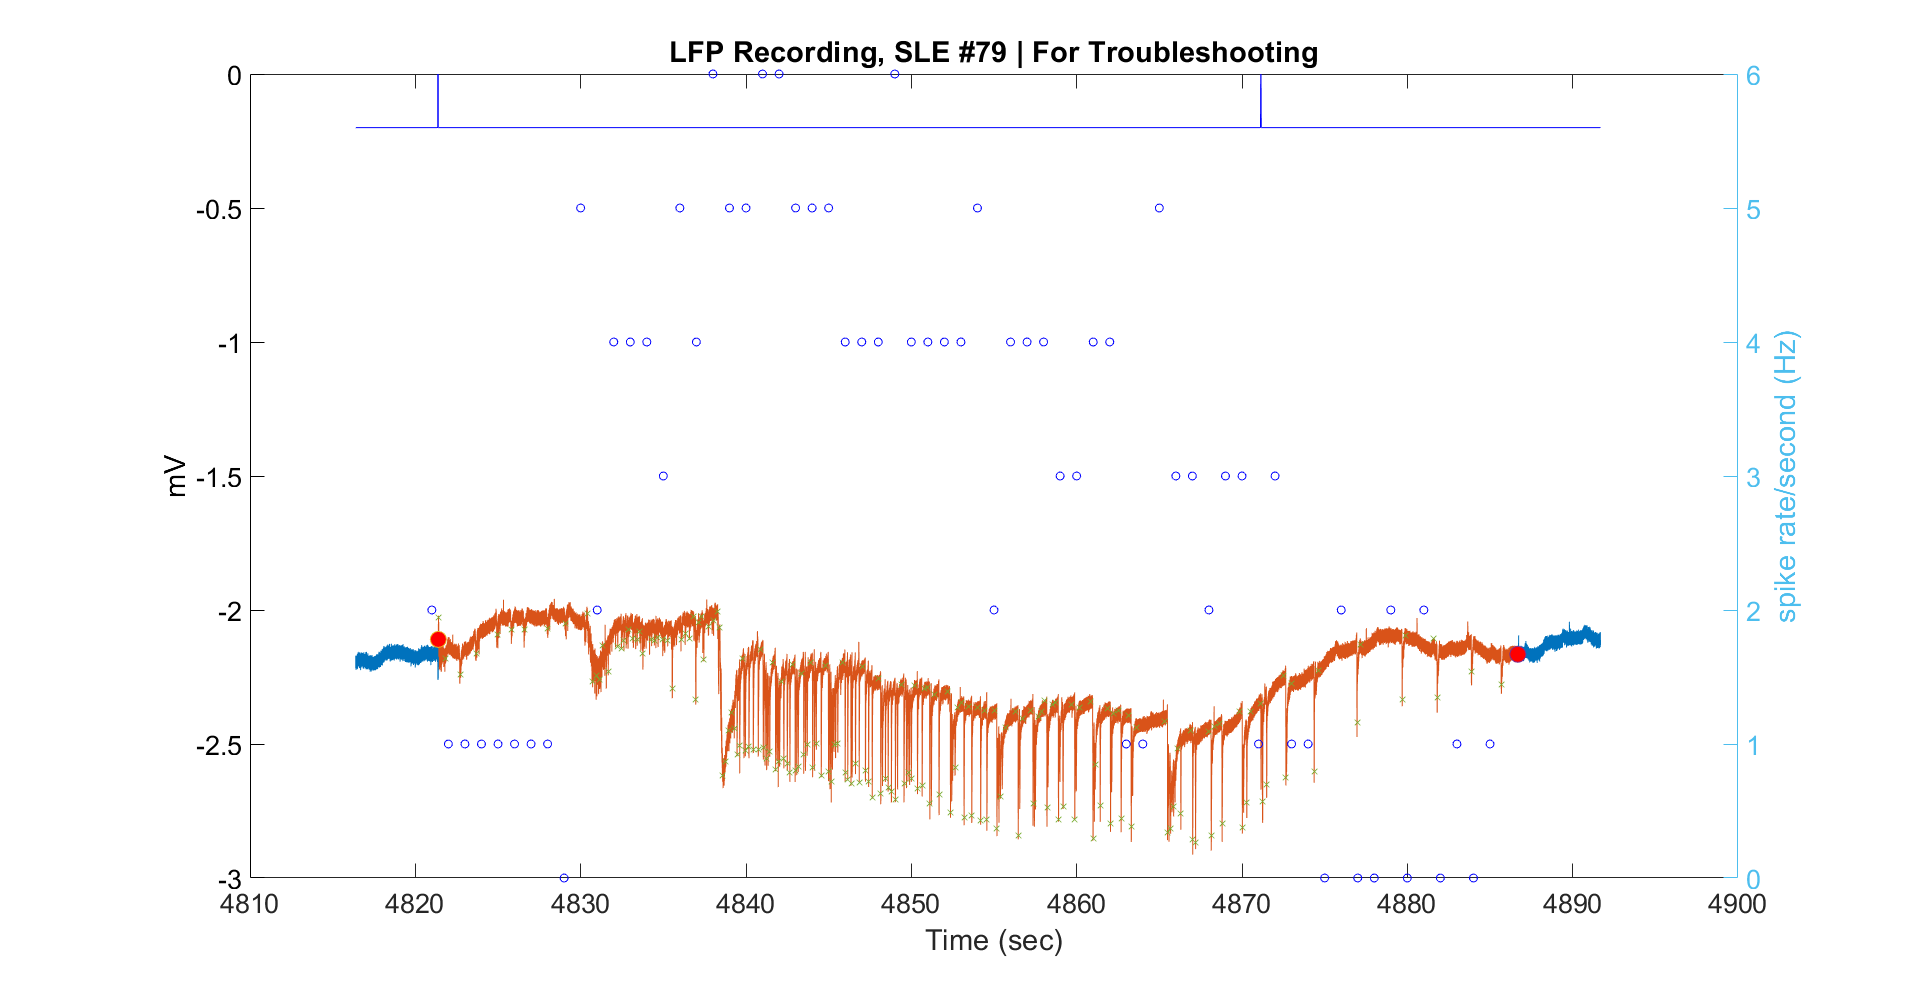 LFP Recording, SLE #79 | For Troubleshooting
0
-0.5
-1
-1.5
-2
-2.5
-3
mV
6
5
4
3
2
1
0
spike rate/second (Hz)
4810 4820 4830 4840 4850 4860 4870 4880 4890 4900
Time (sec)